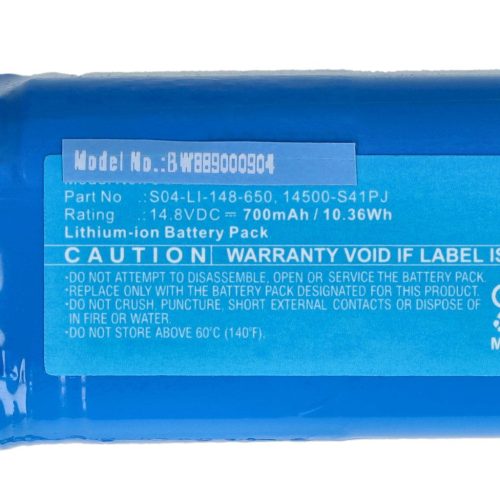 Model No.:BW889000904
Part No .:S04-LI-148-650, 14500-S41PJ
Rating .:14.8VDC⎓ 700mAh / 10.36Wh
Lithium-ion Battery Pack
CAUTION WARRANTY VOID IF LABEL IS
•DO NOT ATTEMPT TO DISASSEMBLE, OPEN OR SERVICE THE BATTERY PACK.
•REPLACE ONLY WITH THE BATTERY PACK DESIGNATED FOR THIS PRODUCT.
•DO NOT CRUSH, PUNCTURE, SHORT EXTERNAL CONTACTS OR DISPOSE OF
IN FIRE OR WATER.
•DO NOT STORE ABOVE 60°C (140°F).
M